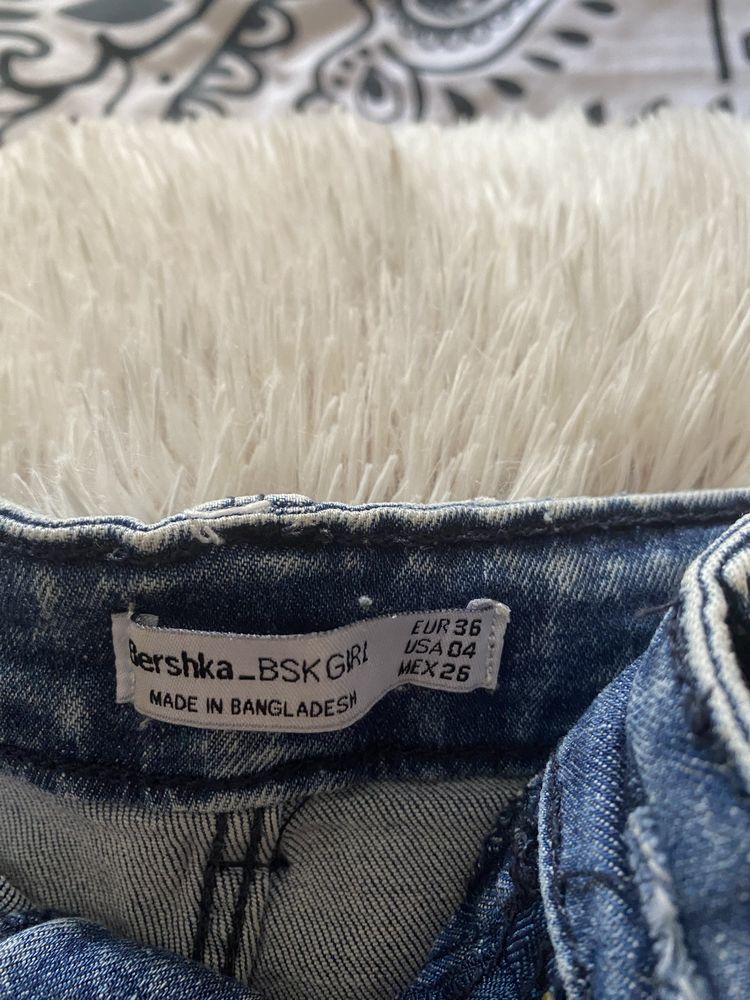 Bershka_BSK GIRL
MADE IN BANGLADESH
EUR 36
USA 04
MEX 26